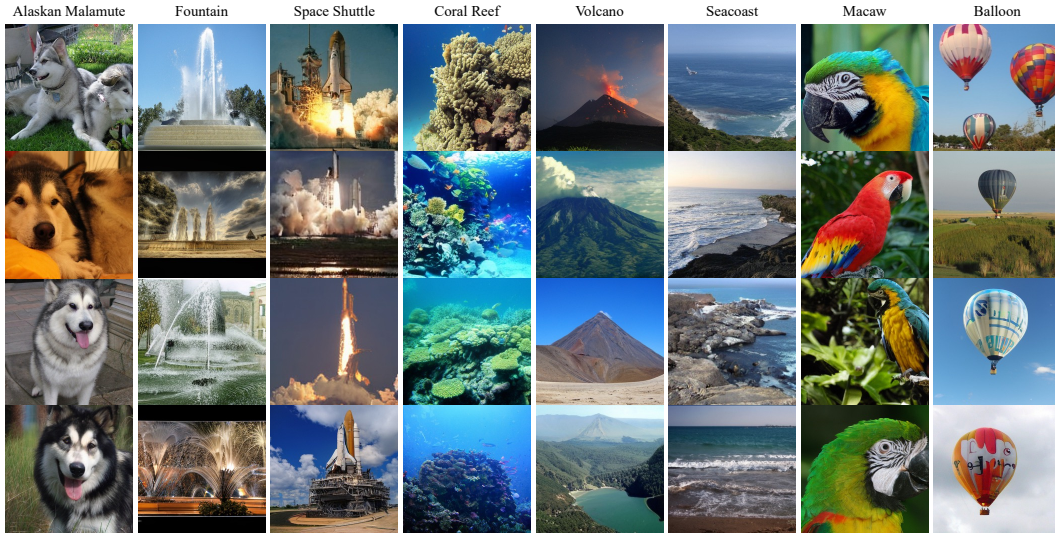 Alaskan Malamute
Fountain
Space Shuttle
Coral Reef
Volcano
Seacoast
Macaw
Balloon